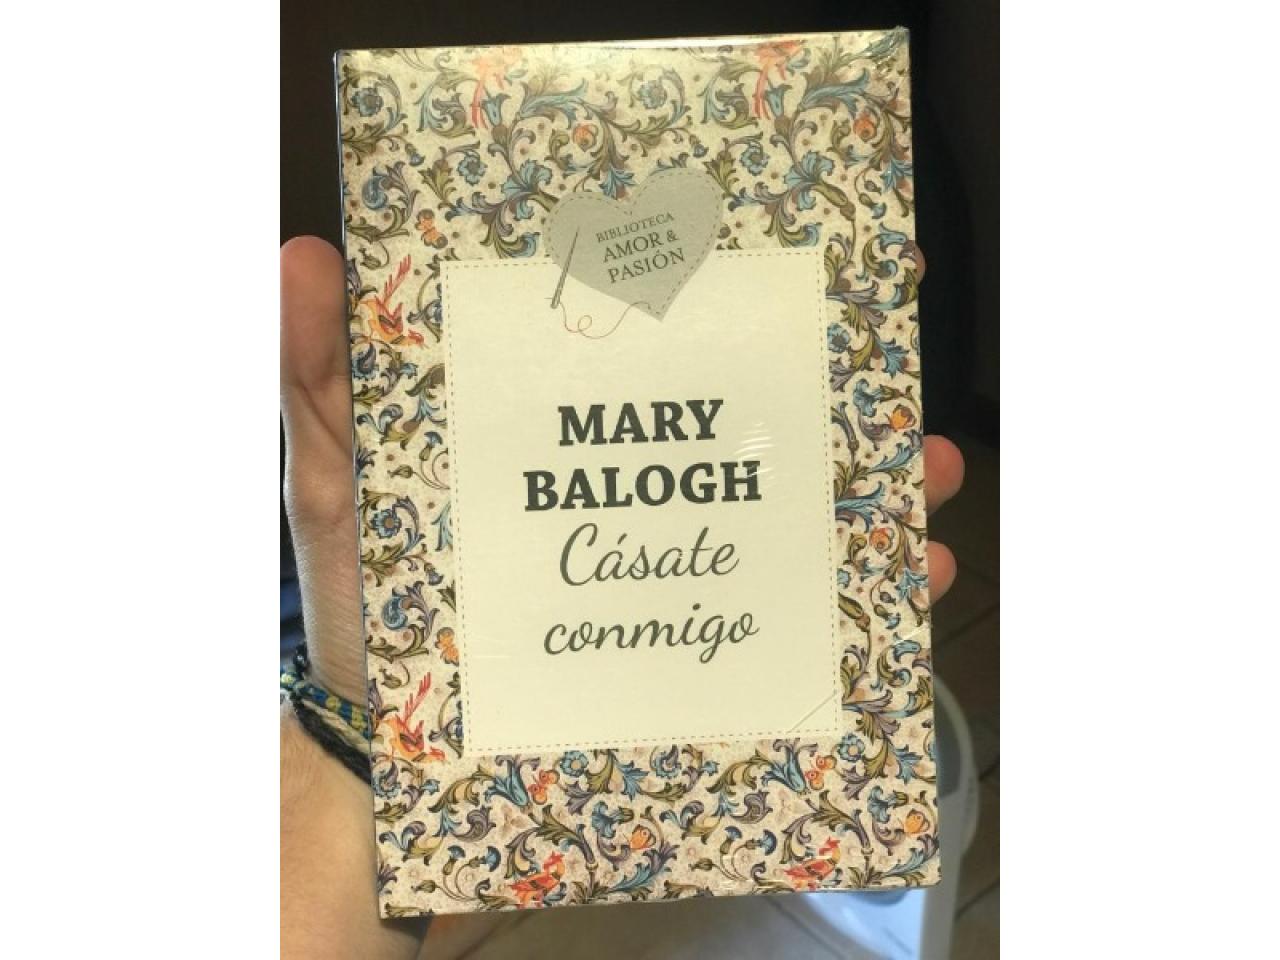 BIBLIOTECA
AMOR &
PASIÓN
MARY
BALOGH
Cásate
conmigo